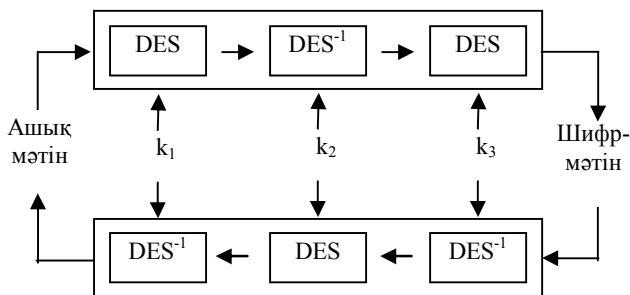 DES DES⁻¹ DES
Ашық
мәтін
k₁ k₂ k₃
Шифр-
мәтін
DES⁻¹ DES DES⁻¹